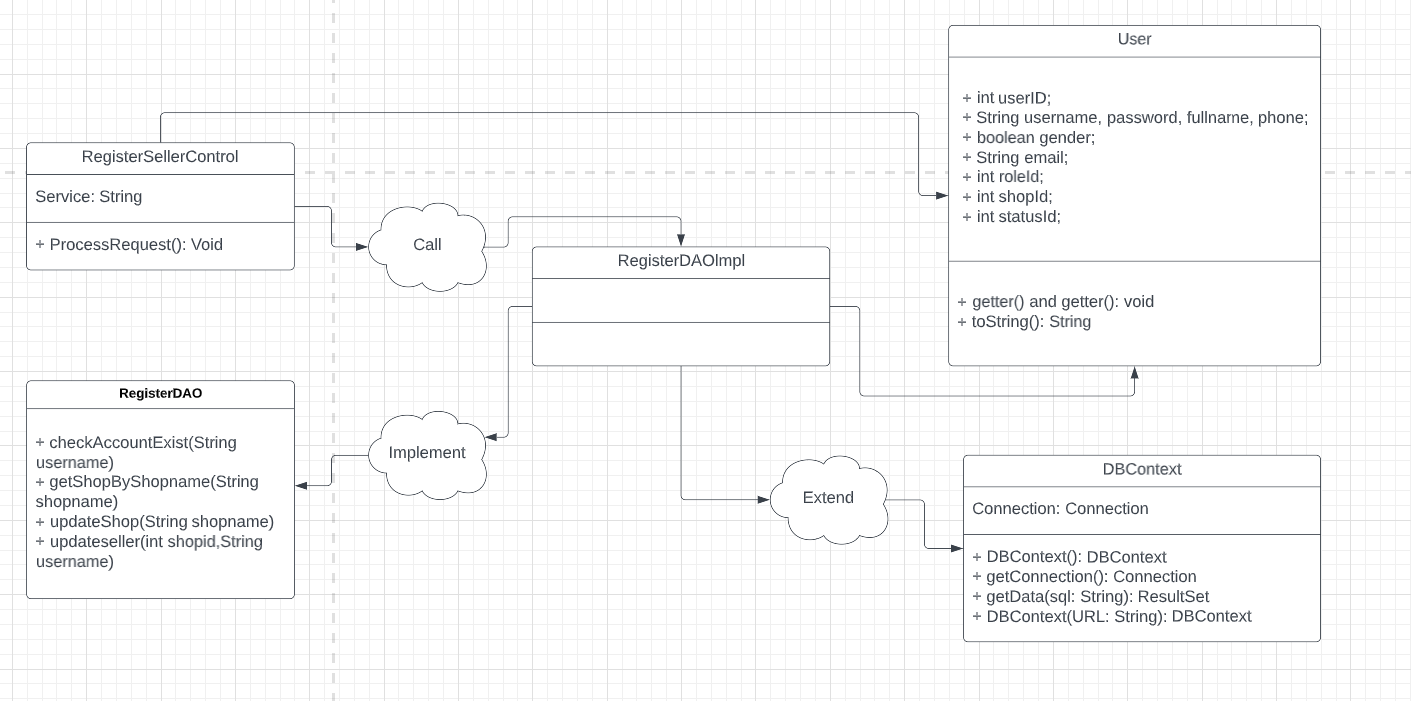 User
+ int userID;
+ String username, password, fullname, phone;
+ boolean gender;
+ String email;
+ int roleId;
+ int shopId;
+ int statusId;
+ getter() and getter(): void
+ toString(): String
RegisterSellerControl
Service: String
+ ProcessRequest(): Void
Call
RegisterDAOImpl
RegisterDAO
+ checkAccountExist(String
username)
+ getShopByShopname(String
shopname)
+ updateShop(String shopname)
+ updateseller(int shopid,String
username)
Implement
Extend
DBContext
Connection: Connection
+ DBContext(): DBContext
+ getConnection(): Connection
+ getData(sql: String): ResultSet
+ DBContext(URL: String): DBContext